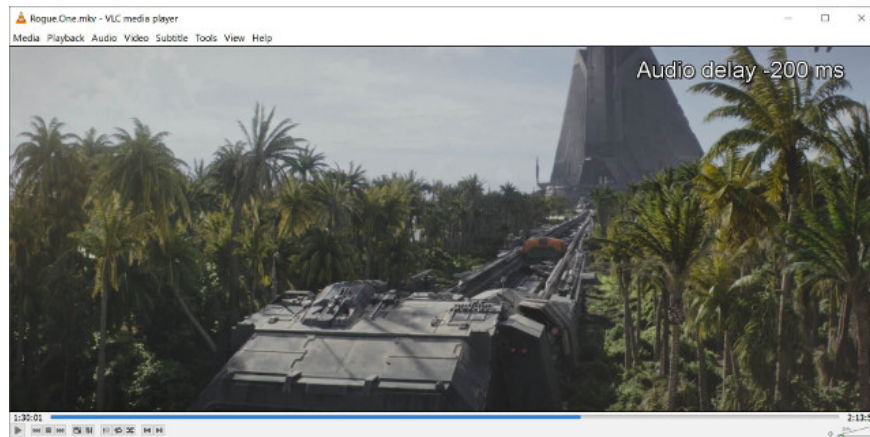 Rogue.One.mkv - VLC media player
Media Playback Audio Video Subtitle Tools View Help
Audio delay -200 ms
1:30:01